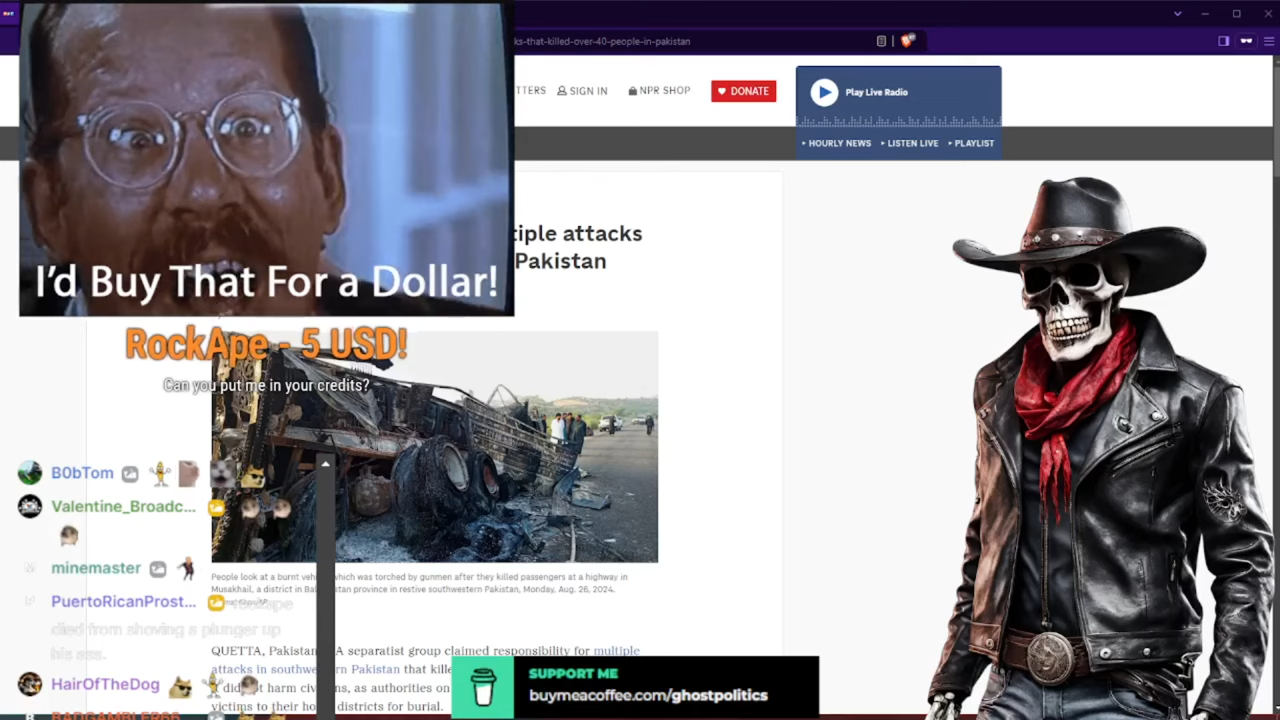 ks-that-killed-over-40-people-in-pakistan
TTERS SIGN IN NPR SHOP DONATE
Play Live Radio
HOURLY NEWS LISTEN LIVE PLAYLIST
I'd Buy That For a Dollar!
tiple attacks
Pakistan
RockApe - 5 USD!
Can you put me in your credits?
B0bTom
Valentine_Broadc...
minemaster
PuertoRicanProst...
died from shoving a plunger up
his ass.
HairOfTheDog
BADGAMBLER66
People look at a burnt veh which was torched by gunmen after they killed passengers at a highway in
Musakhail, a district in Bal stan province in restive southwestern Pakistan, Monday, Aug. 26, 2024.
QUETTA, Pakistan A separatist group claimed responsibility for multiple
attacks in southwe rn Pakistan that kille
did t harm civ s, as authorities on
victims to their ho districts for burial.
SUPPORT ME
buymeacoffee.com/ghostpolitics